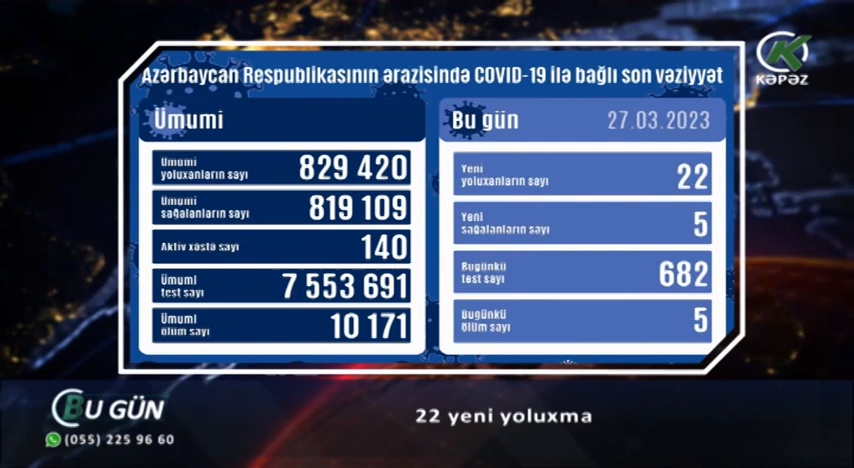 Azərbaycan Respublikasının ərazisində COVID-19 ilə bağlı son vəziyyət
KƏPƏZ
Ümumi
Ümumi
yoluxanların sayı
829 420
Ümumi
sağalanların sayı
819 109
Aktiv xəstə sayı
140
Ümumi
test sayı
7 553 691
Ümumi
ölüm sayı
10 171
Bu gün
27.03.2023
Yeni
yoluxanların sayı
22
Yeni
sağalanların sayı
5
Bugünkü
test sayı
682
Bugünkü
ölüm sayı
5
BU GÜN
(055) 225 96 60
22 yeni yoluxma